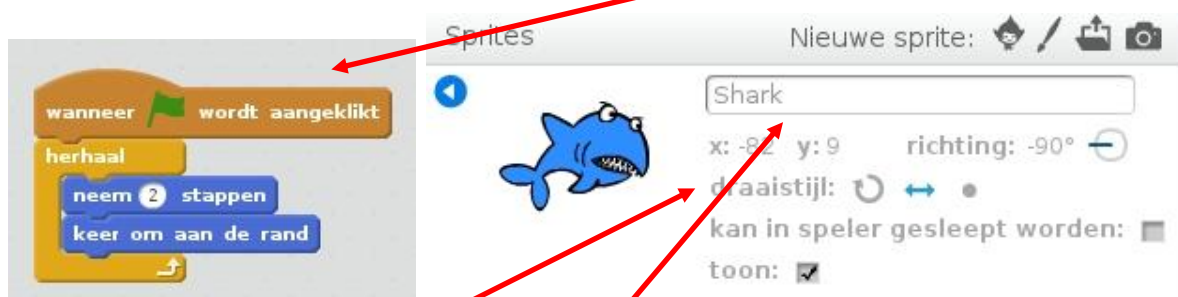 wanneer wordt aangeklikt
herhaal
neem 2 stappen
keer om aan de rand
Sprites
Nieuwe sprite:
Shark
x: -82 y: 9 richting: -90°
draaistijl:
kan in speler gesleept worden:
toon: